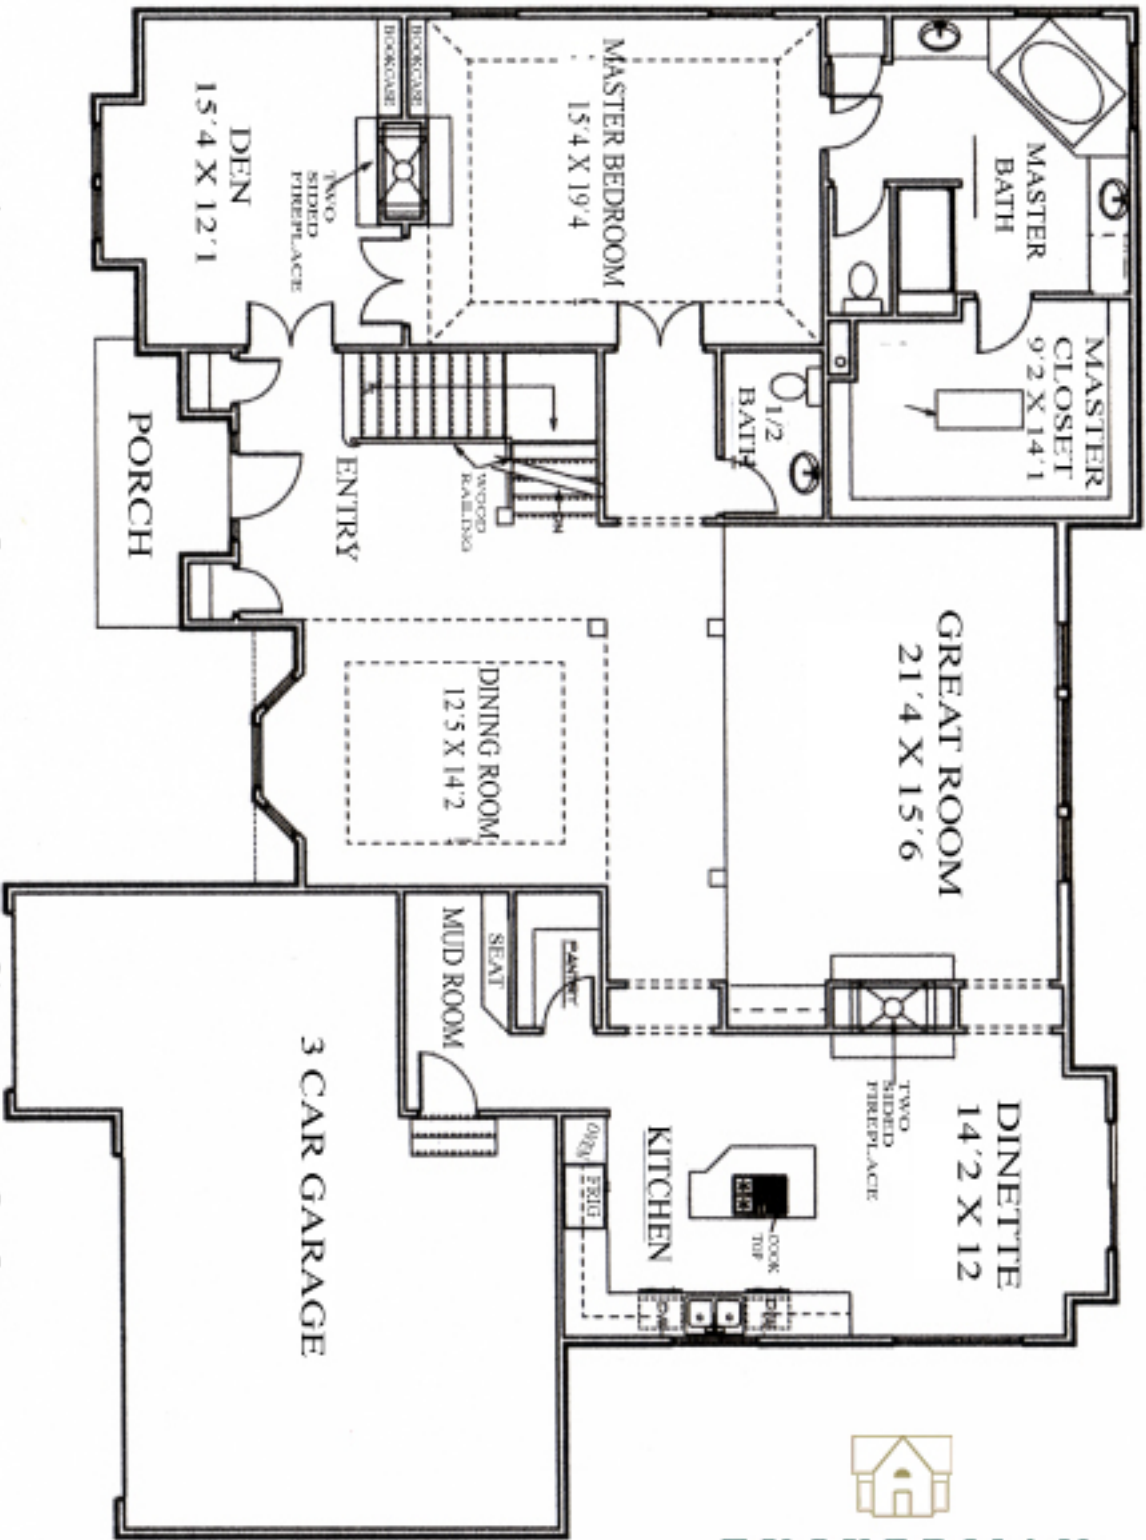 MASTER
BATH
MASTER
CLOSET
9'2 X 14'1
GREAT ROOM
21'4 X 15'6
DINETTE
14'2 X 12
TWO
SIDED
FIREPLACE
MASTER BEDROOM
15'4 X 19'4
1/2
BATH
COOK
TOP
KITCHEN
D/W
OVEN
FRIG
BOOKCASE
BOOKCASE
TWO
SIDED
FIREPLACE
DEN
15'4 X 12'1
DN
WOOD
RAILING
ENTRY
DINING ROOM
12'5 X 14'2
PANTRY
SEAT
MUD ROOM
PORCH
3 CAR GARAGE